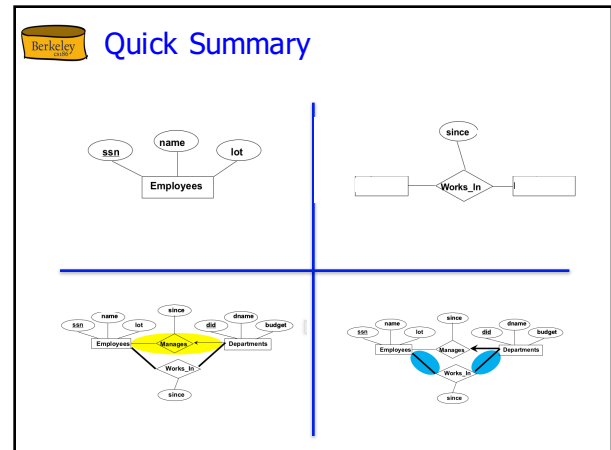 Berkeley
cs186
Quick Summary
name
ssn
lot
Employees
since
Works_In
since
name
dname
ssn
lot
did
budget
Employees
Manages
Departments
Works_In
since
since
name
dname
ssn
lot
did
budget
Employees
Manages
Departments
Works_In
since